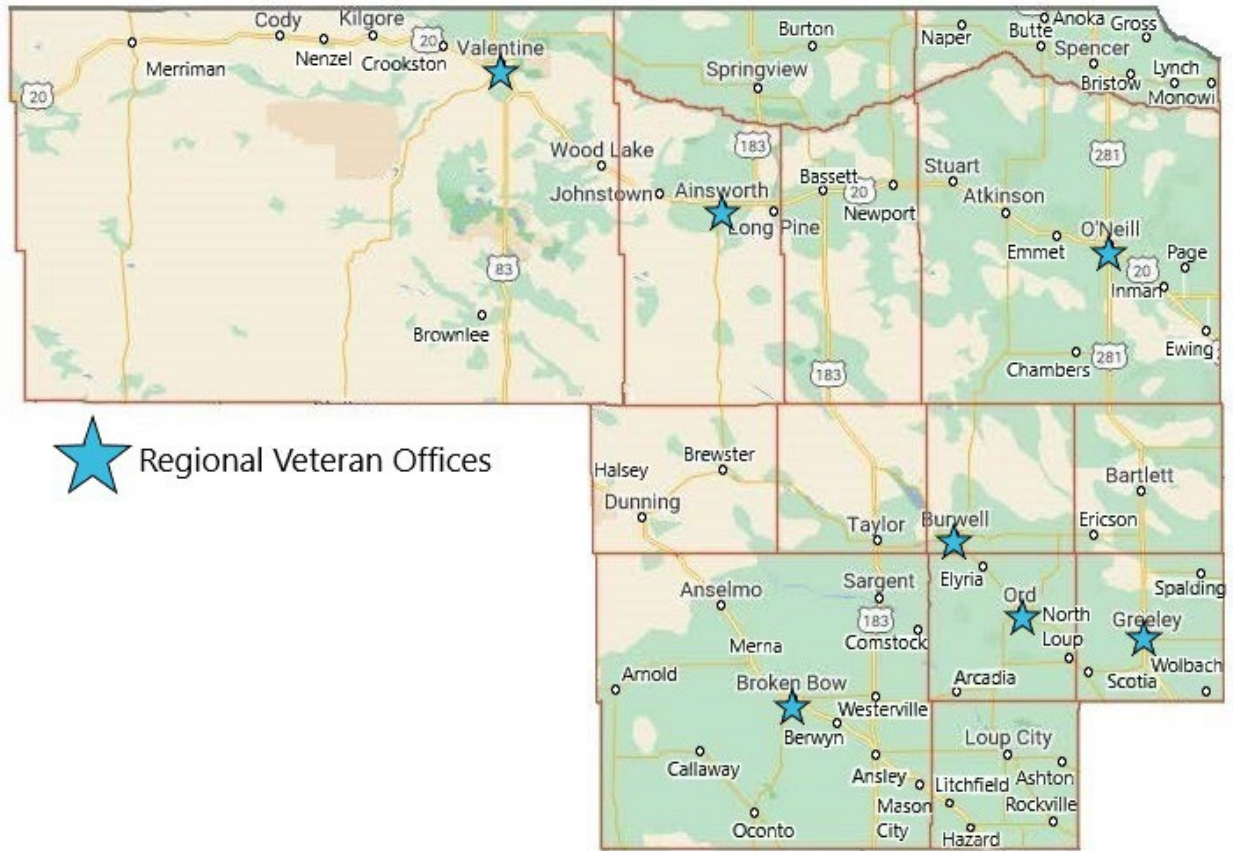 Cody
Kilgore
20
Valentine
Merriman
Nenzel
Crookston
20
Burton
Springview
Naper
Butte
Anoka
Gross
Spencer
Bristow
Lynch
Monowi
183
281
Wood Lake
Johnstown
Ainsworth
Long Pine
Bassett
20
Newport
Stuart
Atkinson
Emmet
O'Neill
Page
20
Inman
Ewing
83
Brownlee
183
Chambers
281
Regional Veteran Offices
Halsey
Brewster
Dunning
Taylor
Burwell
Bartlett
Ericson
Elyria
Anselmo
Sargent
183
Comstock
Ord
North
Loup
Spalding
Greeley
Wolbach
Scotia
Merna
Arnold
Broken Bow
Westerville
Berwyn
Arcadia
Callaway
Ansley
Mason
City
Oconto
Loup City
Litchfield
Ashton
Rockville
Hazard